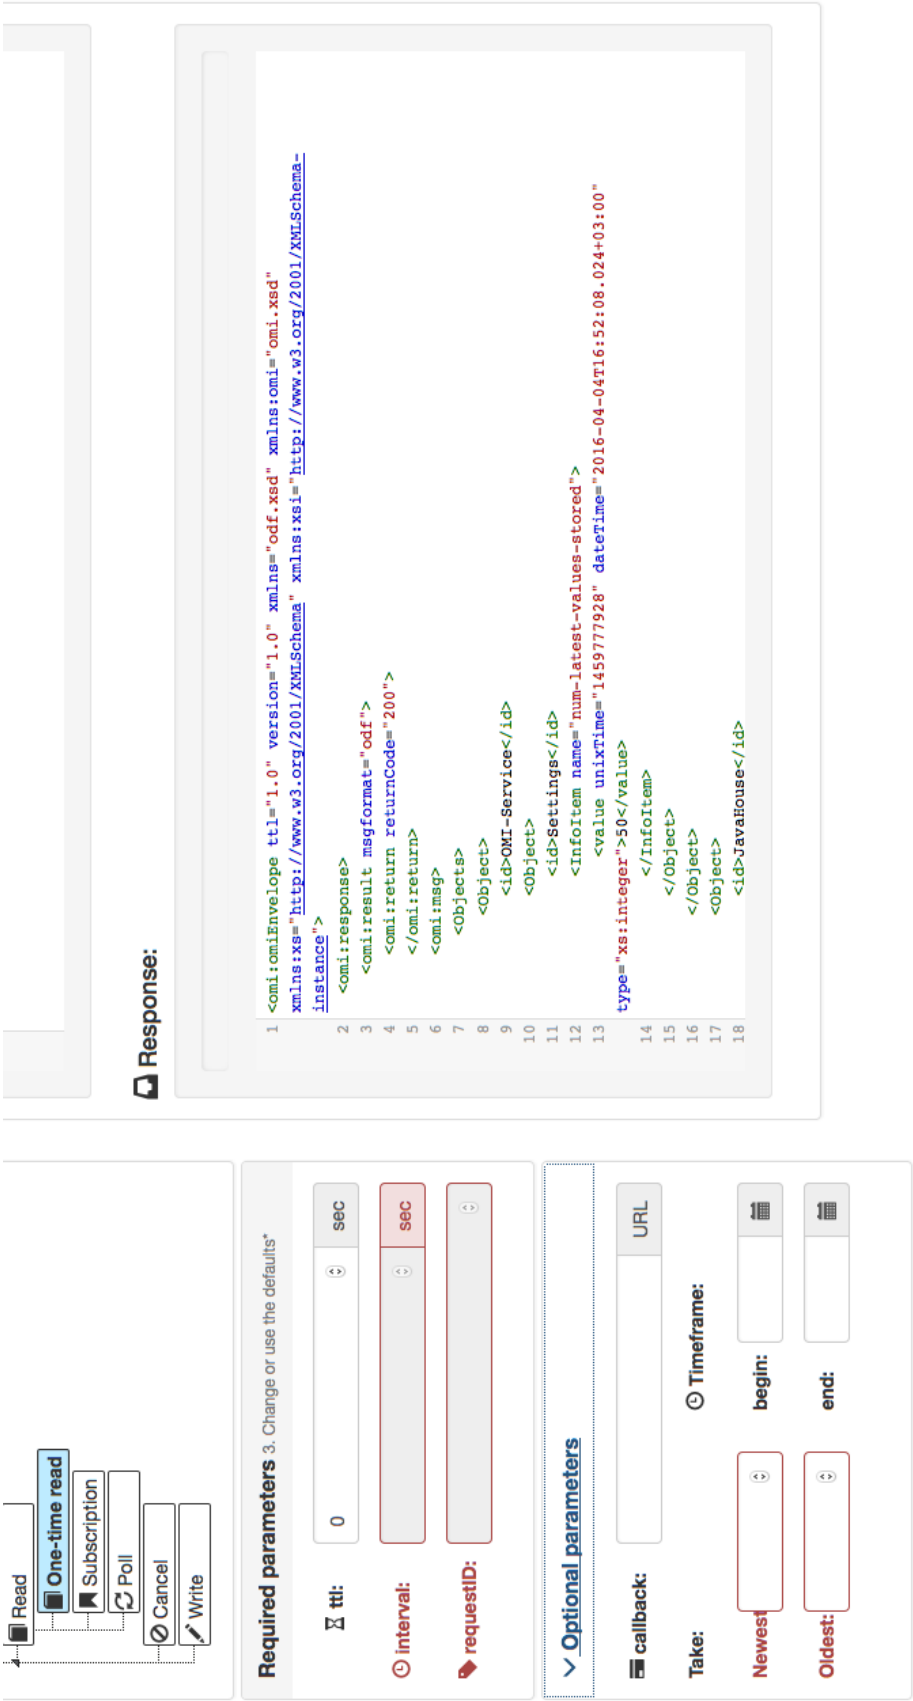 Read
One-time read
Subscription
Poll
Cancel
Write
Required parameters 3. Change or use the defaults*
ttl: 0 sec
interval: sec
requestID:
Optional parameters
callback: URL
Take: Timeframe:
Newest begin:
Oldest: end:
Response:
1 <omi:omiEnvelope ttl="1.0" version="1.0" xmlns="odf.xsd" xmlns:omi="omi.xsd"
xmlns:xs="http://www.w3.org/2001/XMLSchema" xmlns:xsi="http://www.w3.org/2001/XMLSchema-
instance">
2 <omi:response>
3 <omi:result msgformat="odf">
4 <omi:return returnCode="200">
5 </omi:return>
6 <omi:msg>
7 <Objects>
8 <Object>
9 <id>OMI-Service</id>
10 <Object>
11 <id>Settings</id>
12 <InfoItem name="num-latest-values-stored">
13 <value unixTime="1459777928" dateTime="2016-04-04T16:52:08.024+03:00"
type="xs:integer">50</value>
14 </InfoItem>
15 </Object>
16 </Object>
17 <Object>
18 <id>JavaHouse</id>